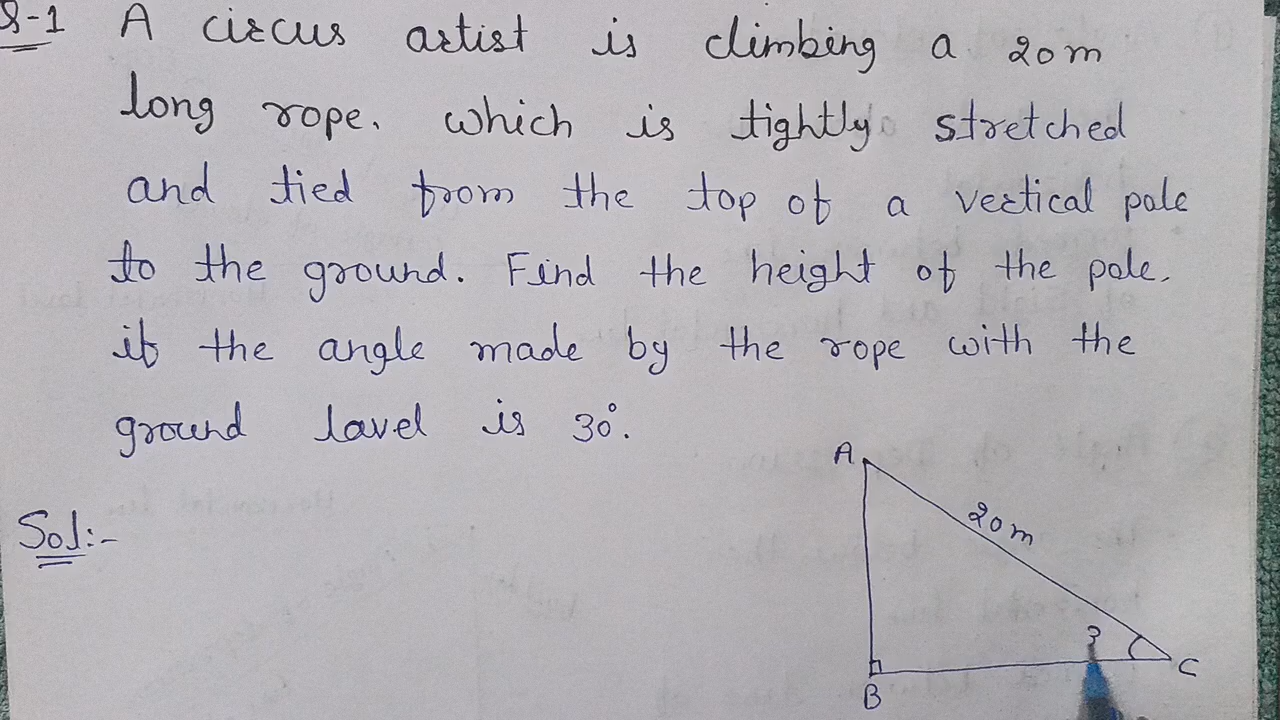 Q-1 A circus artist is climbing a 20m
long rope. which is tightly stretched
and tied from the top of a vertical pole
to the ground. Find the height of the pole.
if the angle made by the rope with the
ground lavel is 30°.
A
20m
Sol:-
3
C
B